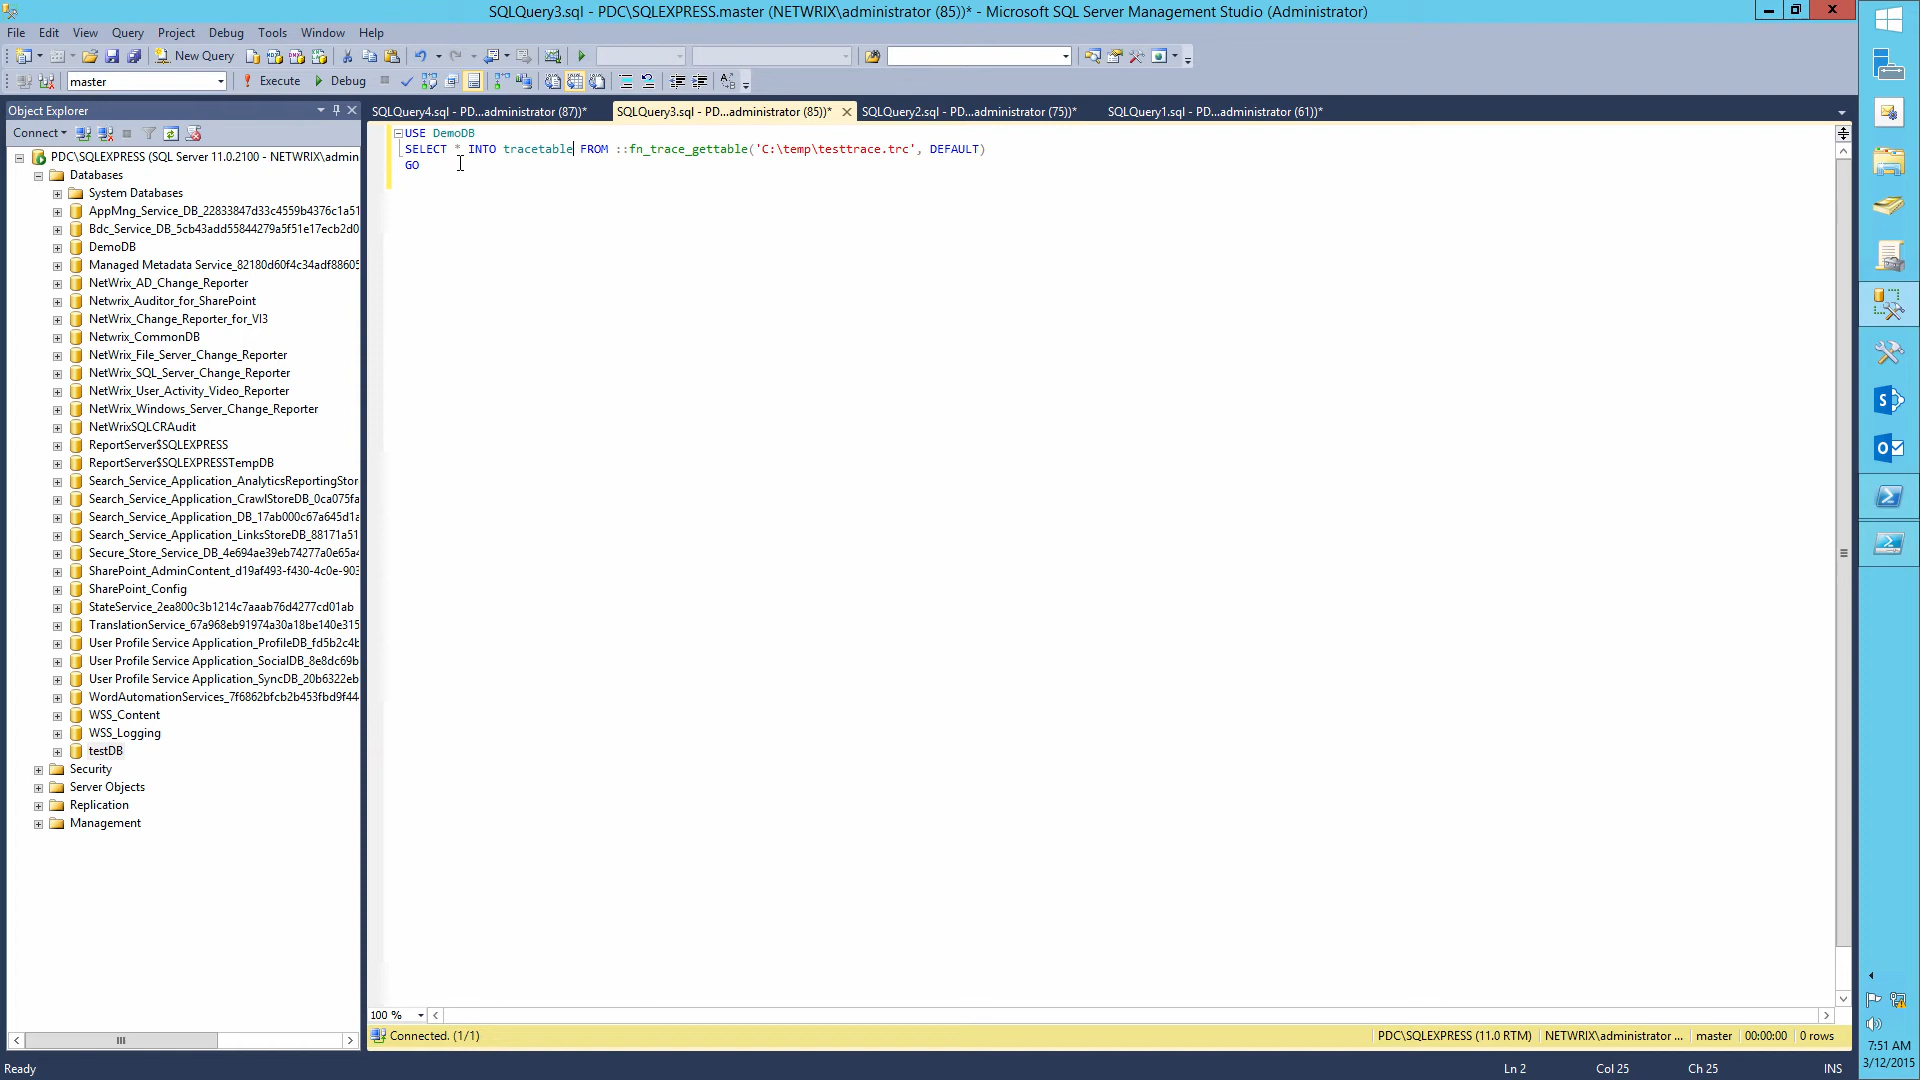 SQLQuery3.sql - PDC\SQLEXPRESS.master (NETWRIX\administrator (85))* - Microsoft SQL Server Management Studio (Administrator)
File Edit View Query Project Debug Tools Window Help
New Query
master Execute Debug
Object Explorer
SQLQuery4.sql - PD...administrator (87))* SQLQuery3.sql - PD...administrator (85))* SQLQuery2.sql - PD...administrator (75))* SQLQuery1.sql - PD...administrator (61))*
Connect
PDC\SQLEXPRESS (SQL Server 11.0.2100 - NETWRIX\admin
Databases
System Databases
AppMng_Service_DB_22833847d33c4559b4376c1a51
Bdc_Service_DB_5cb43add55844279a5f51e17ecb2d0
DemoDB
Managed Metadata Service_82180d60f4c34adf88605
NetWrix_AD_Change_Reporter
Netwrix_Auditor_for_SharePoint
NetWrix_Change_Reporter_for_VI3
Netwrix_CommonDB
NetWrix_File_Server_Change_Reporter
NetWrix_SQL_Server_Change_Reporter
NetWrix_User_Activity_Video_Reporter
NetWrix_Windows_Server_Change_Reporter
NetWrixSQLCRAudit
ReportServer$SQLEXPRESS
ReportServer$SQLEXPRESSTempDB
Search_Service_Application_AnalyticsReportingStor
Search_Service_Application_CrawlStoreDB_0ca075fa
Search_Service_Application_DB_17ab000c67a645d1a
Search_Service_Application_LinksStoreDB_88171a51
Secure_Store_Service_DB_4e694ae39eb74277a0e65a4
SharePoint_AdminContent_d19af493-f430-4c0e-903
SharePoint_Config
StateService_2ea800c3b1214c7aaab76d4277cd01ab
TranslationService_67a968eb91974a30a18be140e315
User Profile Service Application_ProfileDB_fd5b2c4b
User Profile Service Application_SocialDB_8e8dc69b
User Profile Service Application_SyncDB_20b6322eb
WordAutomationServices_7f6862bfcb2b453fbd9f44
WSS_Content
WSS_Logging
testDB
Security
Server Objects
Replication
Management
USE DemoDB
SELECT * INTO tracetable FROM ::fn_trace_gettable('C:\temp\testtrace.trc', DEFAULT)
GO
100 %
Connected. (1/1) PDC\SQLEXPRESS (11.0 RTM) NETWRIX\administrator ... master 00:00:00 0 rows
Ready Ln 2 Col 25 Ch 25 INS
7:51 AM
3/12/2015